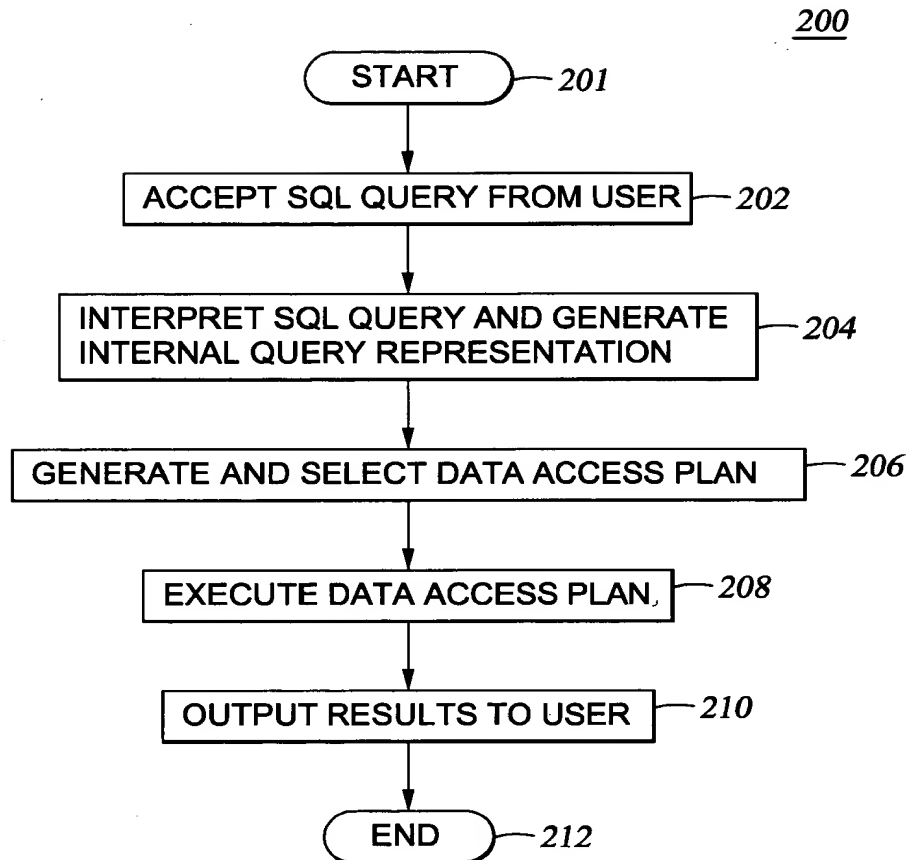 200
START 201
ACCEPT SQL QUERY FROM USER 202
INTERPRET SQL QUERY AND GENERATE
INTERNAL QUERY REPRESENTATION 204
GENERATE AND SELECT DATA ACCESS PLAN 206
EXECUTE DATA ACCESS PLAN 208
OUTPUT RESULTS TO USER 210
END 212